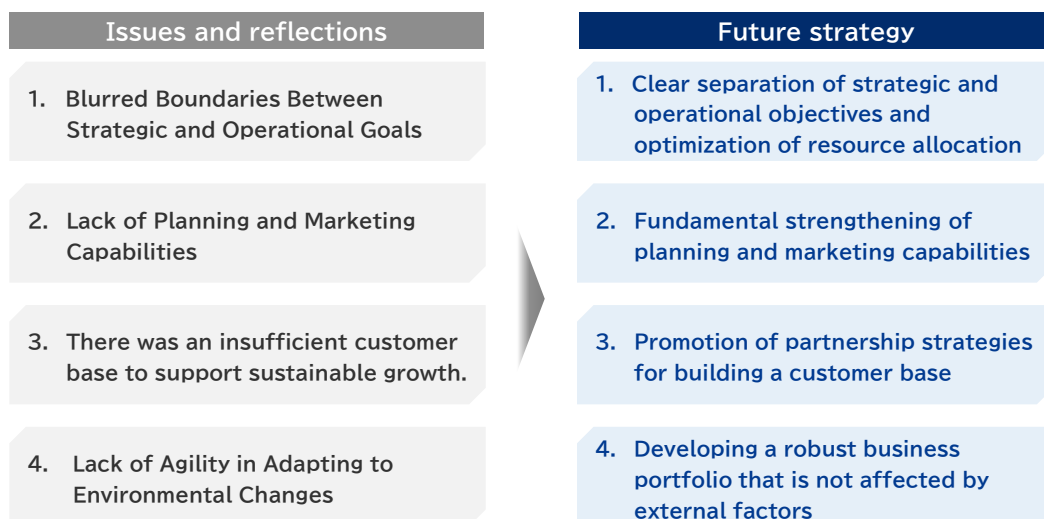 Issues and reflections
1. Blurred Boundaries Between
Strategic and Operational Goals
2. Lack of Planning and Marketing
Capabilities
3. There was an insufficient customer
base to support sustainable growth.
4. Lack of Agility in Adapting to
Environmental Changes
Future strategy
1. Clear separation of strategic and
operational objectives and
optimization of resource allocation
2. Fundamental strengthening of
planning and marketing capabilities
3. Promotion of partnership strategies
for building a customer base
4. Developing a robust business
portfolio that is not affected by
external factors